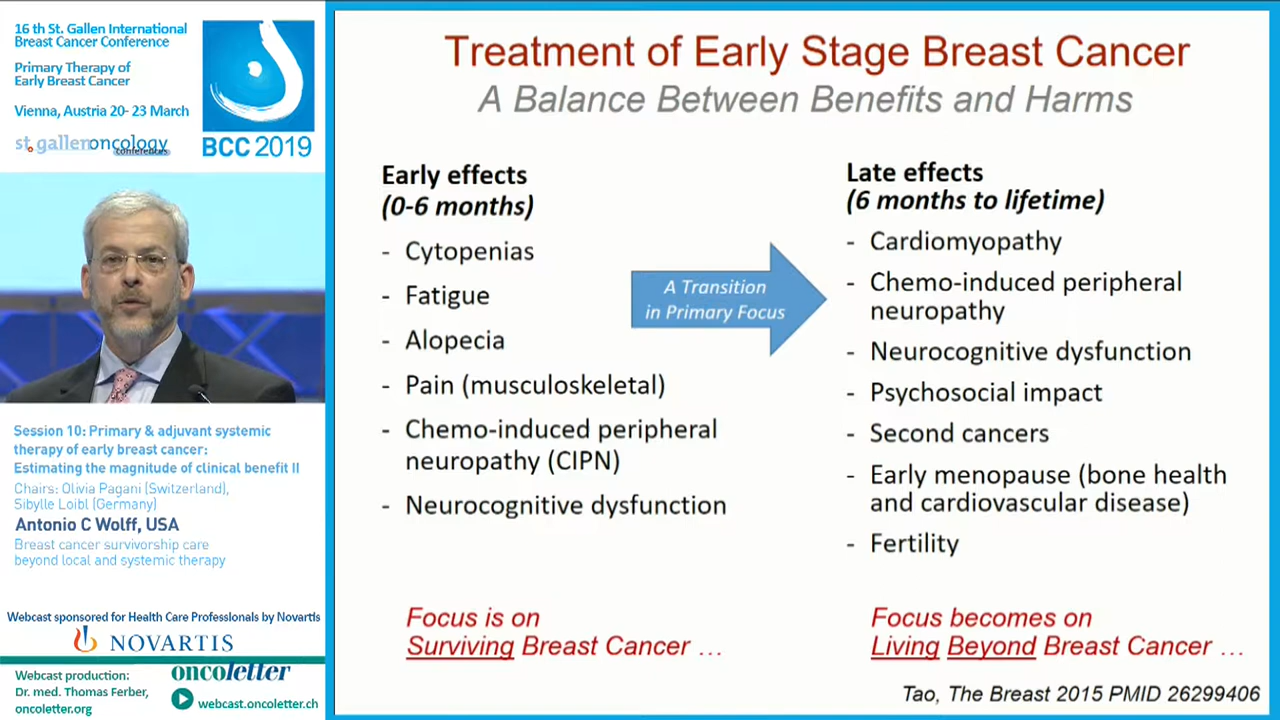 16 th St. Gallen International
Breast Cancer Conference
Primary Therapy of
Early Breast Cancer
Vienna, Austria 20- 23 March
st.gallenoncology
conferences
BCC 2019
Session 10: Primary & adjuvant systemic
therapy of early breast cancer:
Estimating the magnitude of clinical benefit II
Chairs: Olivia Pagani (Switzerland),
Sibylle Loibl (Germany)
Antonio C Wolff, USA
Breast cancer survivorship care
beyond local and systemic therapy
Webcast sponsored for Health Care Professionals by Novartis
NOVARTIS
Webcast production:
Dr. med. Thomas Ferber,
oncoletter.org
oncoletter
webcast.oncoletter.ch
Treatment of Early Stage Breast Cancer
A Balance Between Benefits and Harms
Early effects
(0-6 months)
- Cytopenias
- Fatigue
- Alopecia
- Pain (musculoskeletal)
- Chemo-induced peripheral
neuropathy (CIPN)
- Neurocognitive dysfunction
Focus is on
Surviving Breast Cancer ...
A Transition
in Primary Focus
Late effects
(6 months to lifetime)
- Cardiomyopathy
- Chemo-induced peripheral
neuropathy
- Neurocognitive dysfunction
- Psychosocial impact
- Second cancers
- Early menopause (bone health
and cardiovascular disease)
- Fertility
Focus becomes on
Living Beyond Breast Cancer ...
Tao, The Breast 2015 PMID 26299406